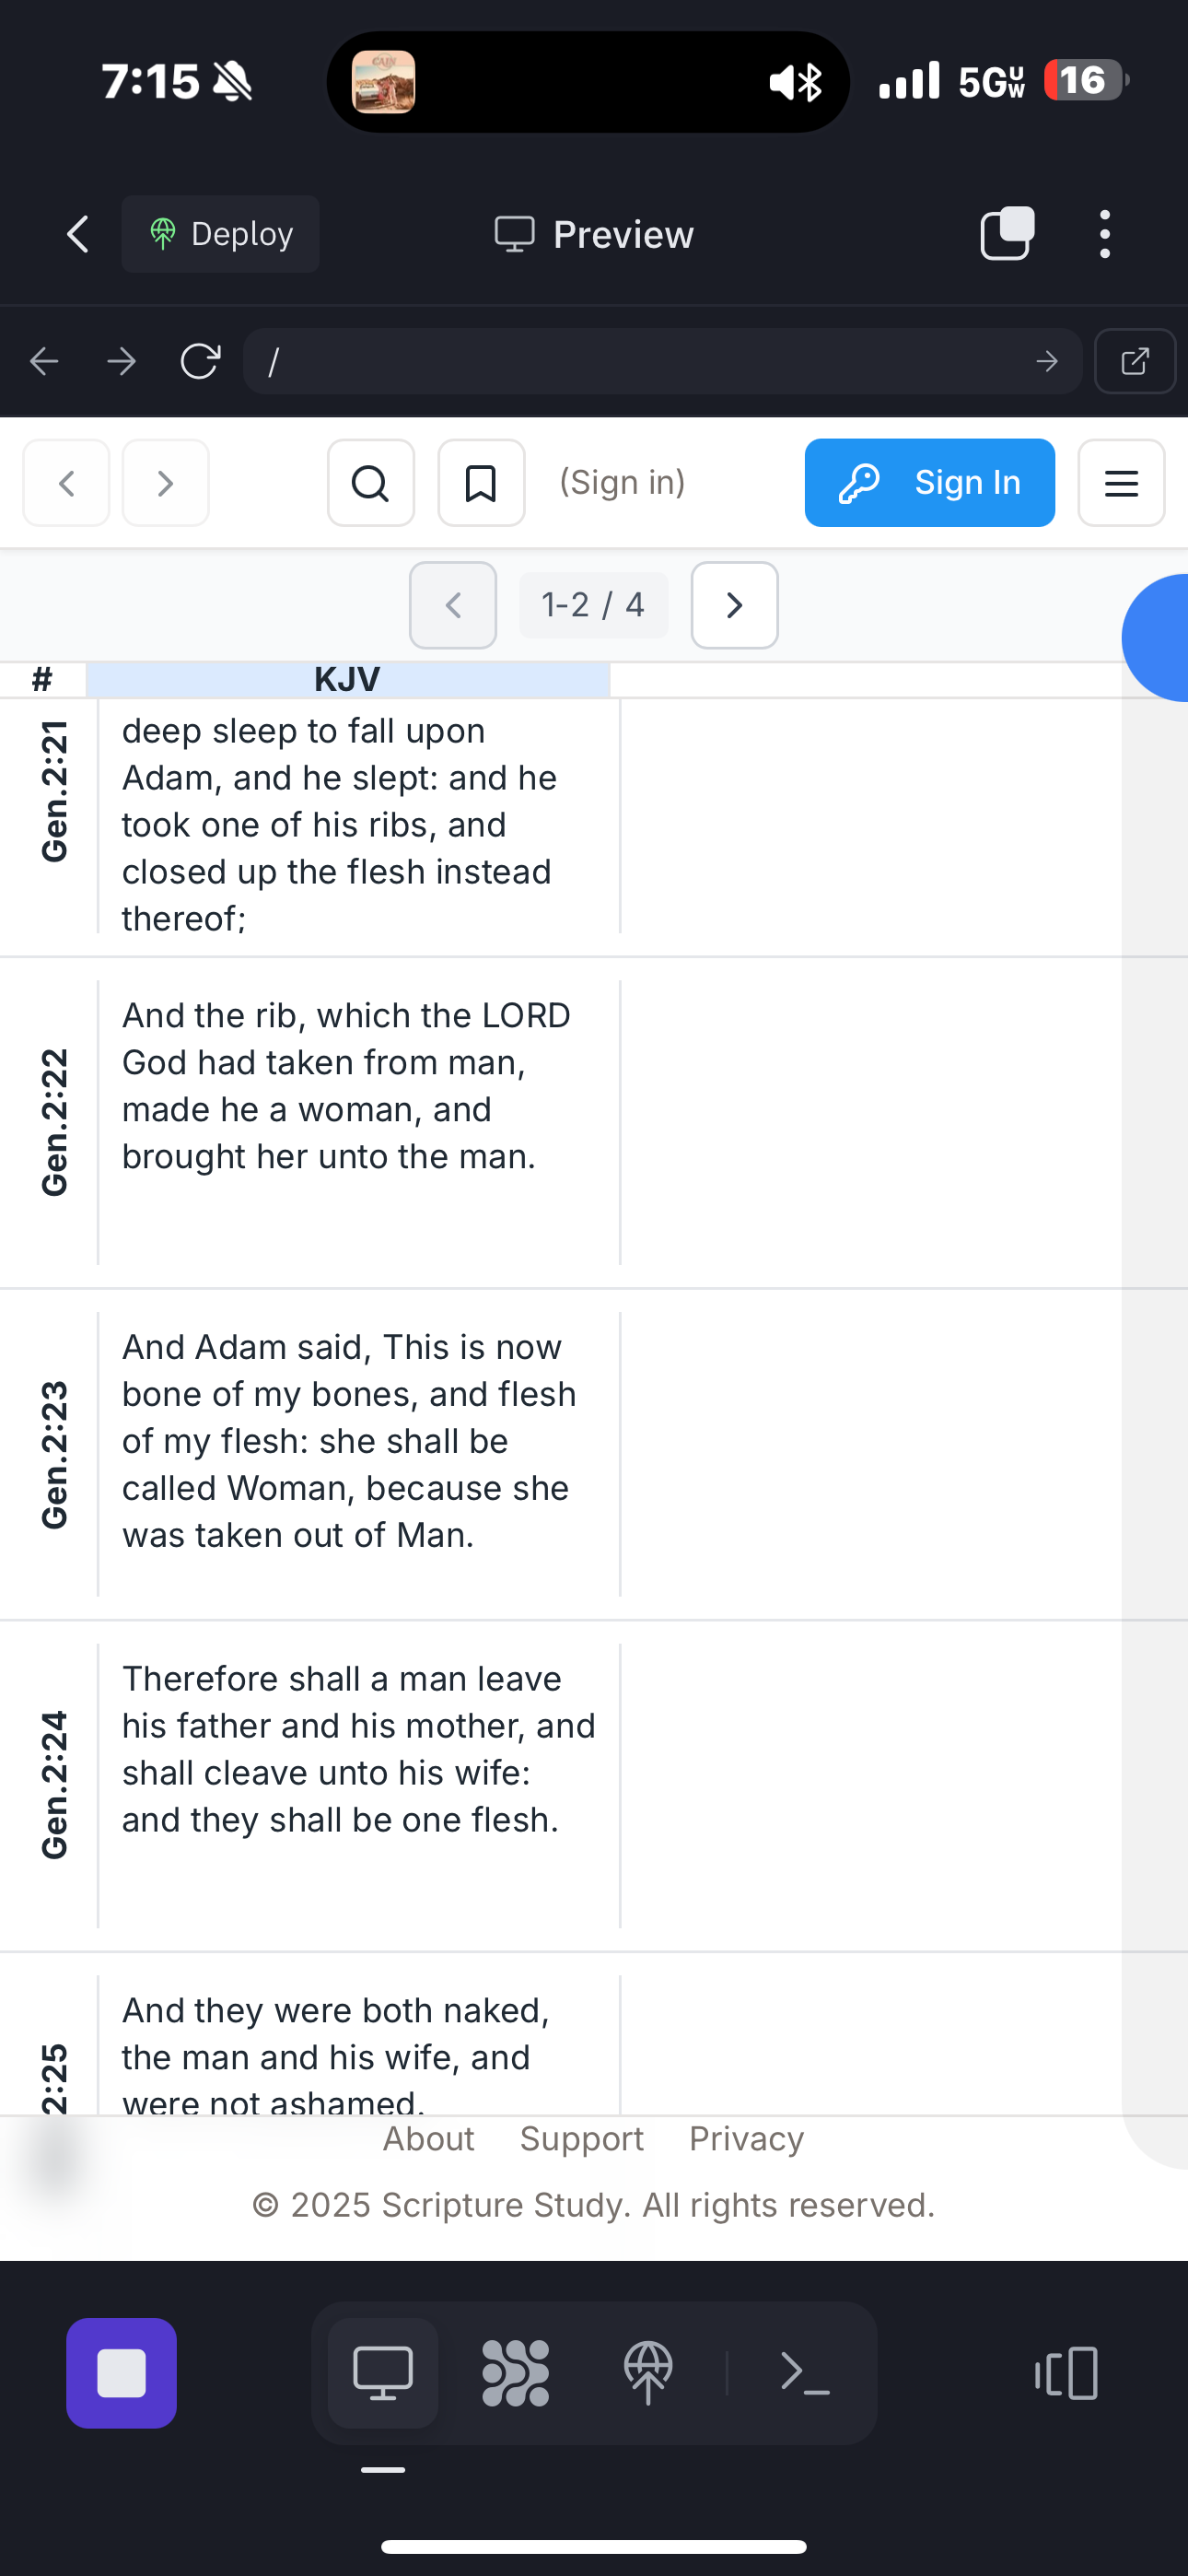 7:15
CAIN
5GUW
16
Deploy
Preview
/
(Sign in)
Sign In
1-2 / 4
#
KJV
Gen.2:21
deep sleep to fall upon
Adam, and he slept: and he
took one of his ribs, and
closed up the flesh instead
thereof;
Gen.2:22
And the rib, which the LORD
God had taken from man,
made he a woman, and
brought her unto the man.
Gen.2:23
And Adam said, This is now
bone of my bones, and flesh
of my flesh: she shall be
called Woman, because she
was taken out of Man.
Gen.2:24
Therefore shall a man leave
his father and his mother, and
shall cleave unto his wife:
and they shall be one flesh.
2:25
And they were both naked,
the man and his wife, and
were not ashamed.
About Support Privacy
© 2025 Scripture Study. All rights reserved.